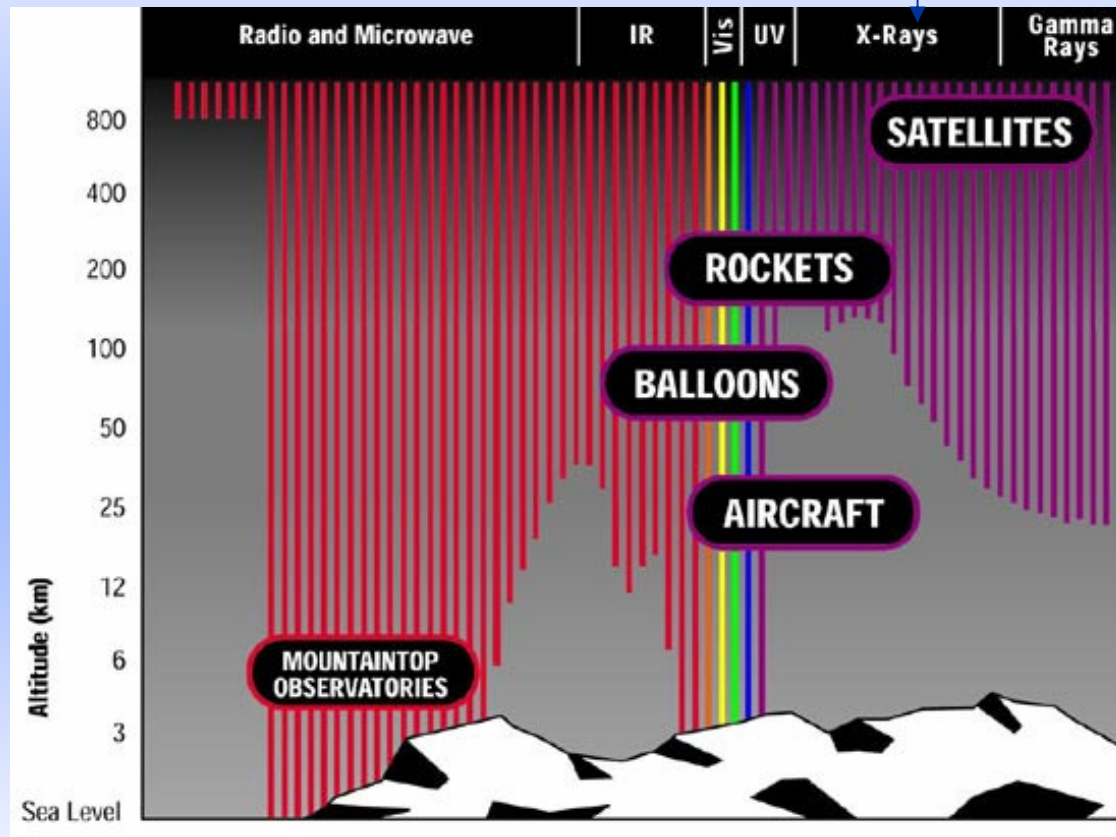 Radio and Microwave
IR
Vis
UV
X-Rays
Gamma
Rays
800
400
200
100
50
25
12
6
3
Sea Level
Altitude (km)
SATELLITES
ROCKETS
BALLOONS
AIRCRAFT
MOUNTAINTOP
OBSERVATORIES